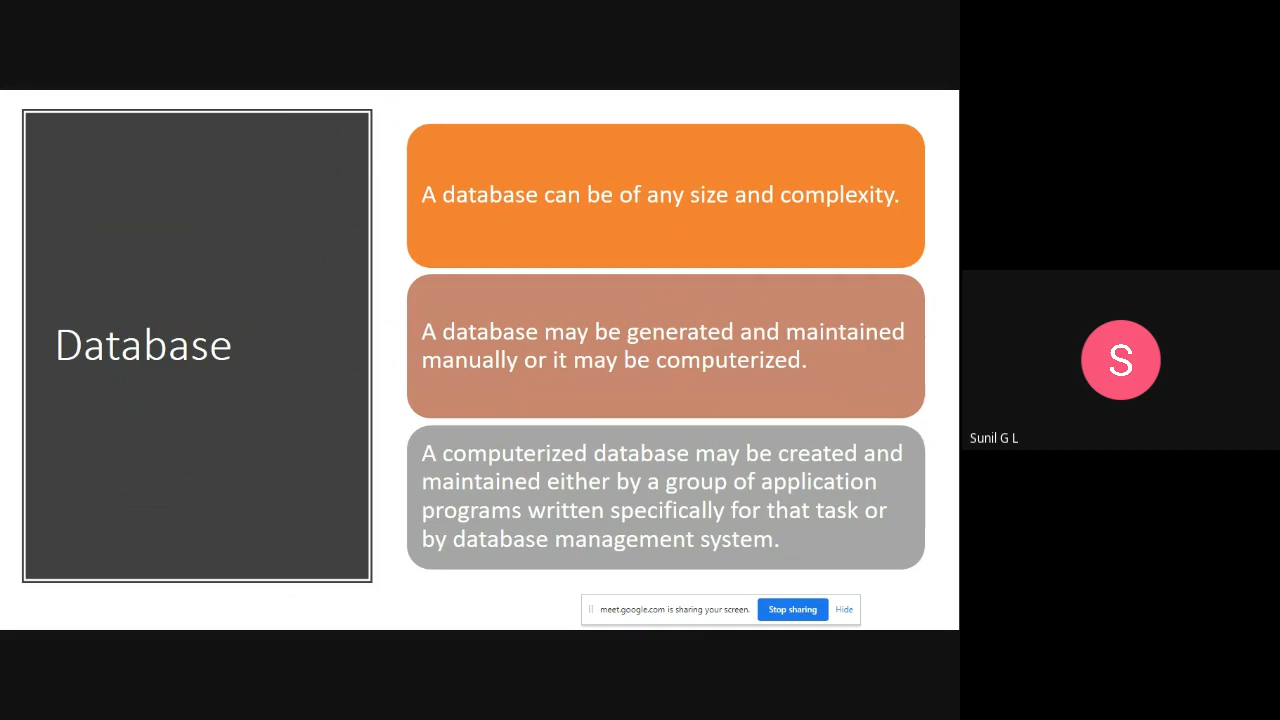 Database
A database can be of any size and complexity.
A database may be generated and maintained
manually or it may be computerized.
A computerized database may be created and
maintained either by a group of application
programs written specifically for that task or
by database management system.
meet.google.com is sharing your screen. Stop sharing Hide
S
Sunil G L